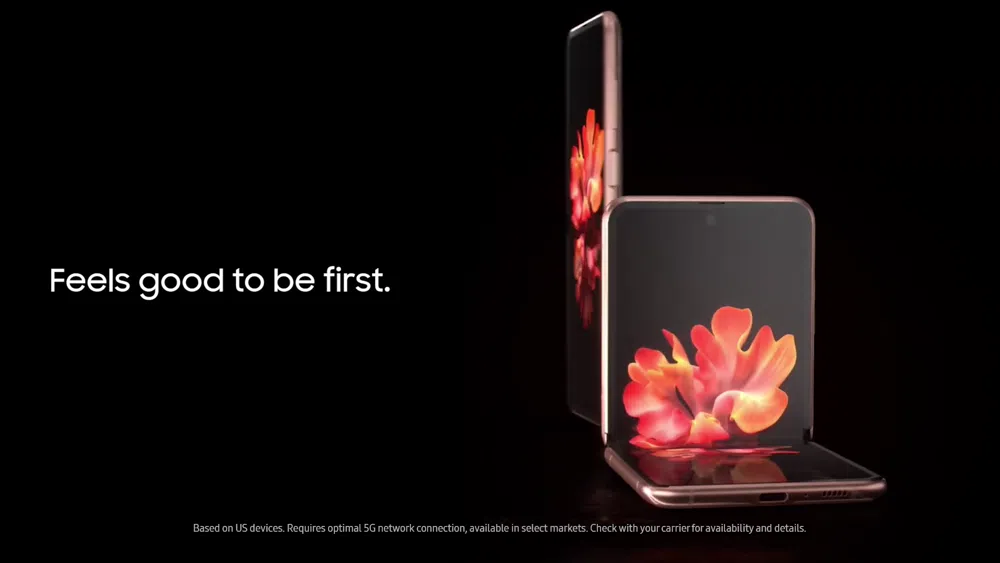 Feels good to be first.
Based on US devices. Requires optimal 5G network connection, available in select markets. Check with your carrier for availability and details.